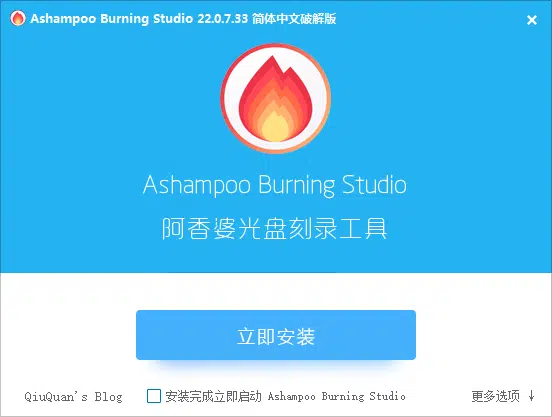 Ashampoo Burning Studio 22.0.7.33 简体中文破解版
Ashampoo Burning Studio
阿香婆光盘刻录工具
立即安装
QiuQuan's Blog 安装完成立即启动 Ashampoo Burning Studio 更多选项 ↓